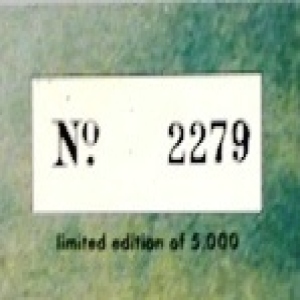 Nº. 2279
limited edition of 5,000